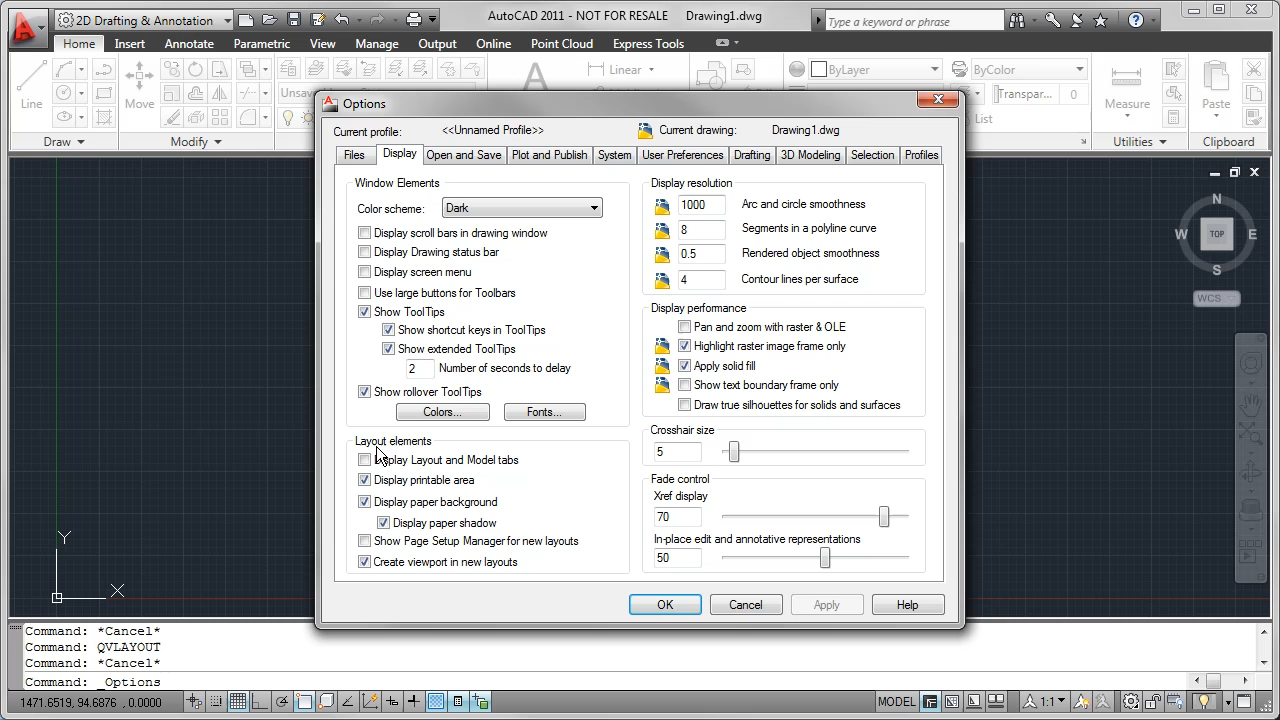 2D Drafting & Annotation
AutoCAD 2011 - NOT FOR RESALE Drawing1.dwg
Type a keyword or phrase
Home Insert Annotate Parametric View Manage Output Online Point Cloud Express Tools
Line
Move
Linear
ByLayer
ByColor
Transpar... 0
List
Measure
Paste
Draw
Modify
Utilities
Clipboard
Options
Current profile: <<Unnamed Profile>> Current drawing: Drawing1.dwg
Files Display Open and Save Plot and Publish System User Preferences Drafting 3D Modeling Selection Profiles
Window Elements
Color scheme: Dark
Display scroll bars in drawing window
Display Drawing status bar
Display screen menu
Use large buttons for Toolbars
Show ToolTips
Show shortcut keys in ToolTips
Show extended ToolTips
2 Number of seconds to delay
Show rollover ToolTips
Colors... Fonts...
Layout elements
Display Layout and Model tabs
Display printable area
Display paper background
Display paper shadow
Show Page Setup Manager for new layouts
Create viewport in new layouts
Display resolution
1000 Arc and circle smoothness
8 Segments in a polyline curve
0.5 Rendered object smoothness
4 Contour lines per surface
Display performance
Pan and zoom with raster & OLE
Highlight raster image frame only
Apply solid fill
Show text boundary frame only
Draw true silhouettes for solids and surfaces
Crosshair size
5
Fade control
Xref display
70
In-place edit and annotative representations
50
OK Cancel Apply Help
N
W TOP E
S
WCS
Y
X
Command: *Cancel*
Command: QVLAYOUT
Command: *Cancel*
Command: _Options
1471.6519, 94.6876 , 0.0000
MODEL
1:1